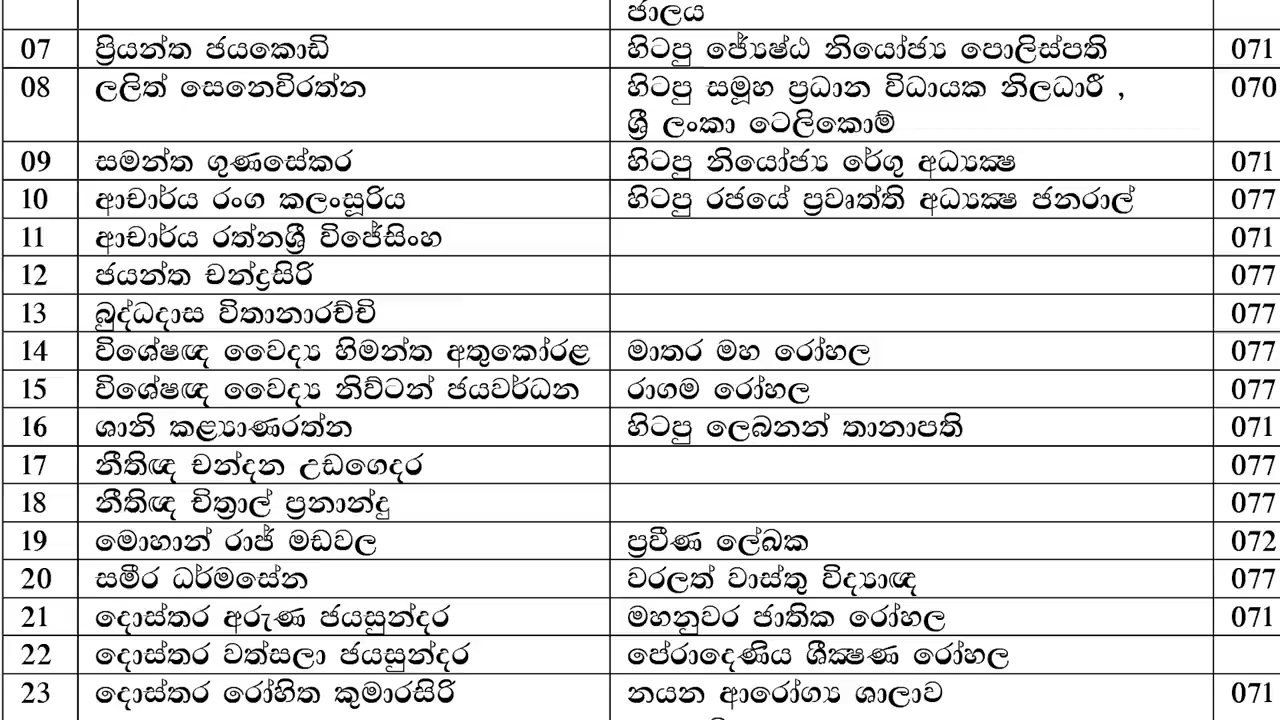 ජාලය
07 ප්‍රියන්ත ජයකොඩි හිටපු ජ්‍යේෂ්ඨ නියෝජ්‍ය පොලිස්පති 071
08 ලලිත් සෙනෙවිරත්න හිටපු සමූහ ප්‍රධාන විධායක නිලධාරී , 070
ශ්‍රී ලංකා ටෙලිකොම්
09 සමන්ත ගුණසේකර හිටපු නියෝජ්‍ය රේගු අධ්‍යක්ෂ 071
10 ආචාර්ය රංග කලංසූරිය හිටපු රජයේ ප්‍රවෘත්ති අධ්‍යක්ෂ ජනරාල් 077
11 ආචාර්ය රත්නශ්‍රී විජේසිංහ 071
12 ජයන්ත චන්ද්‍රසිරි 077
13 බුද්ධදාස විතානාරච්චි 077
14 විශේෂඥ වෛද්‍ය හිමන්ත අතුකෝරළ මාතර මහ රෝහල 077
15 විශේෂඥ වෛද්‍ය නිව්ටන් ජයවර්ධන රාගම රෝහල 077
16 ශානි කළ්‍යාණරත්න හිටපු ලෙබනන් තානාපති 071
17 නීතිඥ චන්දන උඩගෙදර 077
18 නීතිඥ චිත්‍රාල් ප්‍රනාන්දු 077
19 මොහාන් රාජ් මඩවල ප්‍රවීණ ලේඛක 072
20 සමීර ධර්මසේන වරලත් වාස්තු විද්‍යාඥ 077
21 දොස්තර අරුණ ජයසුන්දර මහනුවර ජාතික රෝහල 071
22 දොස්තර වත්සලා ජයසුන්දර පේරාදෙණිය ශීක්ෂණ රෝහල
23 දොස්තර රෝහිත කුමාරසිරි නයන ආරෝග්‍ය ශාලාව 071